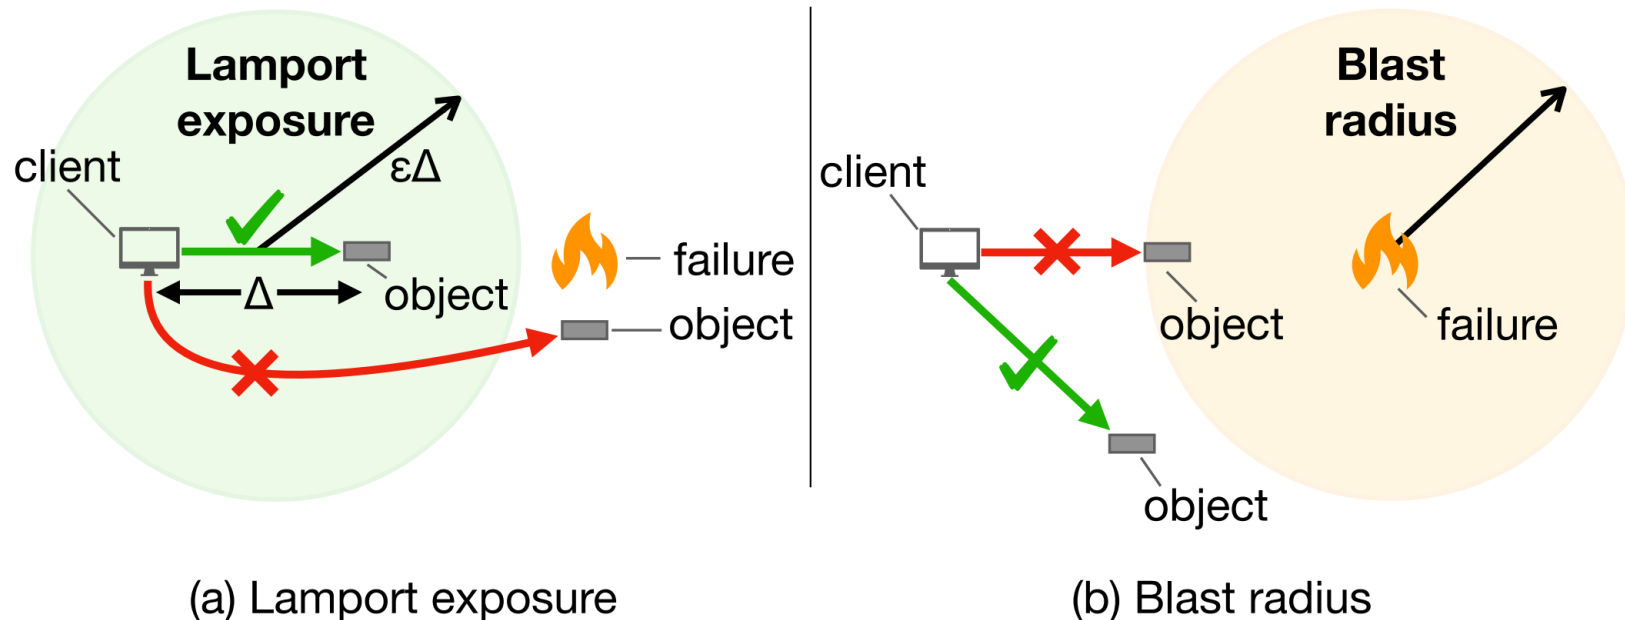 Lamport
exposure
client
εΔ
Δ
object
failure
object
(a) Lamport exposure
Blast
radius
client
object
failure
object
(b) Blast radius